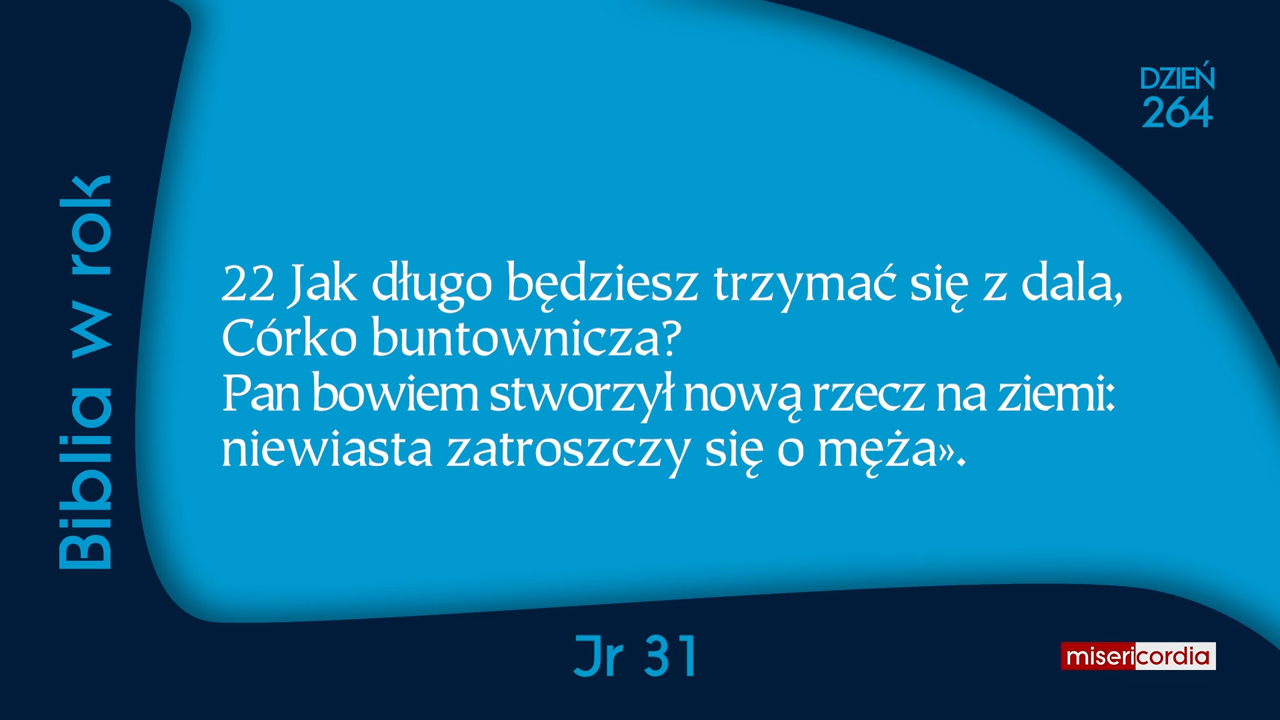 DZIEŃ
264
Biblia w rok
22 Jak długo będziesz trzymać się z dala,
Córko buntownicza?
Pan bowiem stworzył nową rzecz na ziemi:
niewiasta zatroszczy się o męża».
Jr 31
misericordia